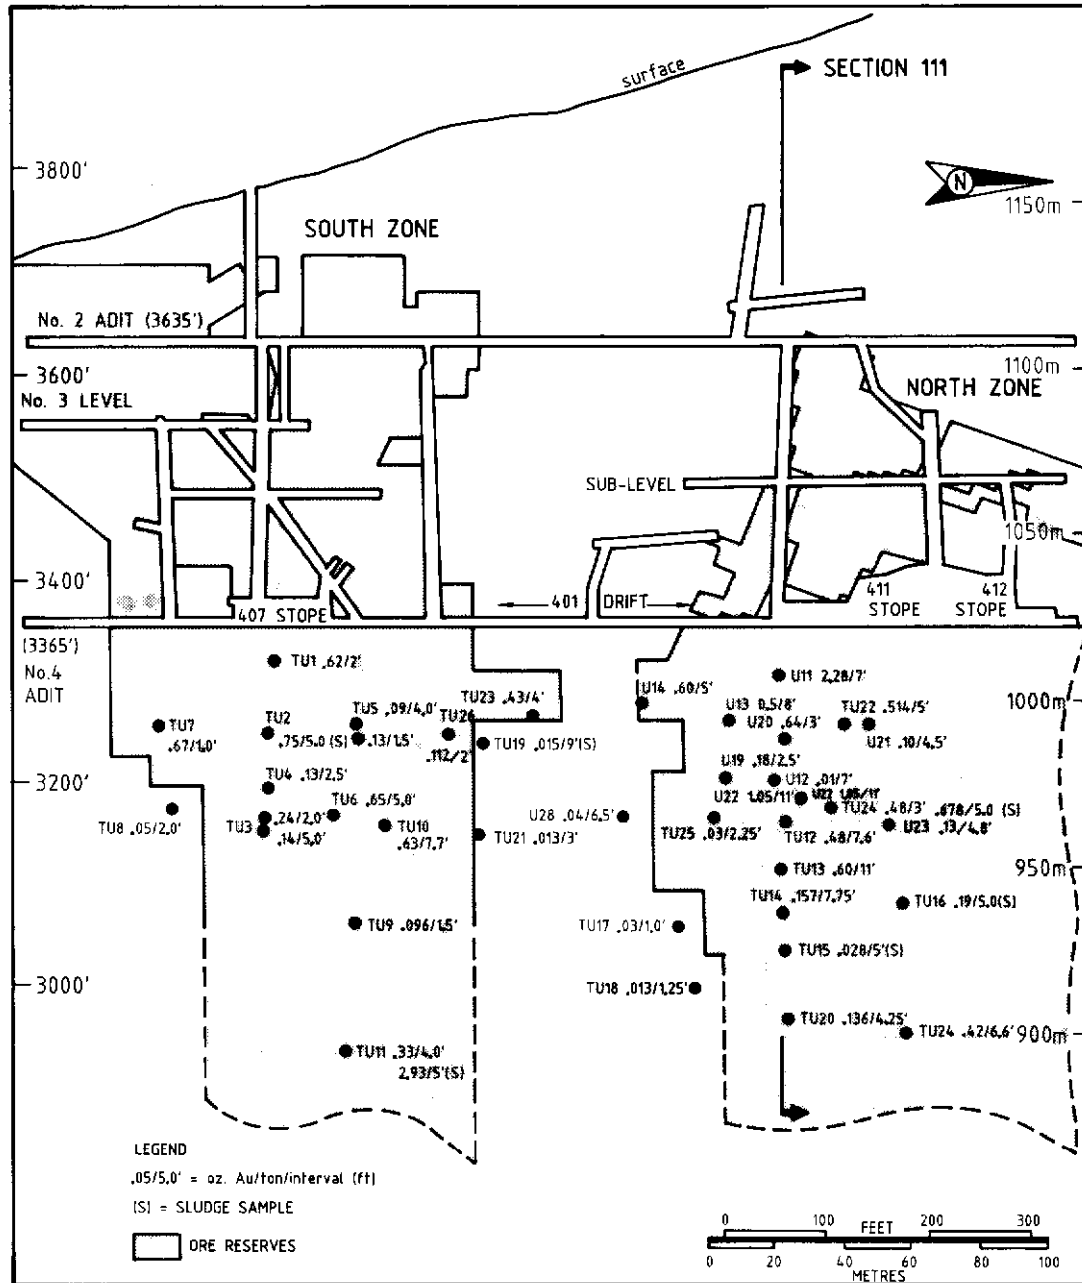 surface
SECTION 111
3800'
N
1150m
SOUTH ZONE
No. 2 ADIT (3635')
3600'
1100m
No. 3 LEVEL
NORTH ZONE
SUB-LEVEL
1050m
3400'
407 STOPE
401 DRIFT
411 STOPE
412 STOPE
(3365')
No.4
ADIT
TU1 .62/2'
U11 2.28/7'
U14 .60/5'
1000m
TU23 .43/4'
TU5 .09/4.0'
.13/1.5'
TU26
.112/2'
U13 0.5/8'
TU22 .514/5'
U20 .64/3'
U21 .10/4.5'
TU7
.67/1.0'
TU2
.75/5.0 (S)
TU19 .015/9'(S)
3200'
TU4 .13/2.5'
U19 .18/2.5'
U12 .01/7'
U22 1.05/11'
U22 1.05/11'
TU8 .05/2.0'
TU3
.24/2.0'
.14/5.0'
TU6 .65/5.0'
TU10
.63/7.7'
TU21 .013/3'
U28 .04/6.5'
TU25 .03/2.25'
TU24 .48/3'
.678/5.0 (S)
TU12 .48/7.6'
U23 .13/4.8'
950m
TU13 .60/11'
TU14 .157/7.75'
TU16 .19/5.0(S)
TU9 .096/1.5'
TU17 .03/1.0'
TU15 .028/5'(S)
3000'
TU18 .013/1.25'
TU20 .136/4.25'
TU24 .42/6.6'
900m
TU11 .33/4.0'
2.93/5'(S)
LEGEND
.05/5.0' = oz. Au/ton/interval (ft)
(S) = SLUDGE SAMPLE
ORE RESERVES
0 100 FEET 200 300
0 20 40 60 80 100
METRES